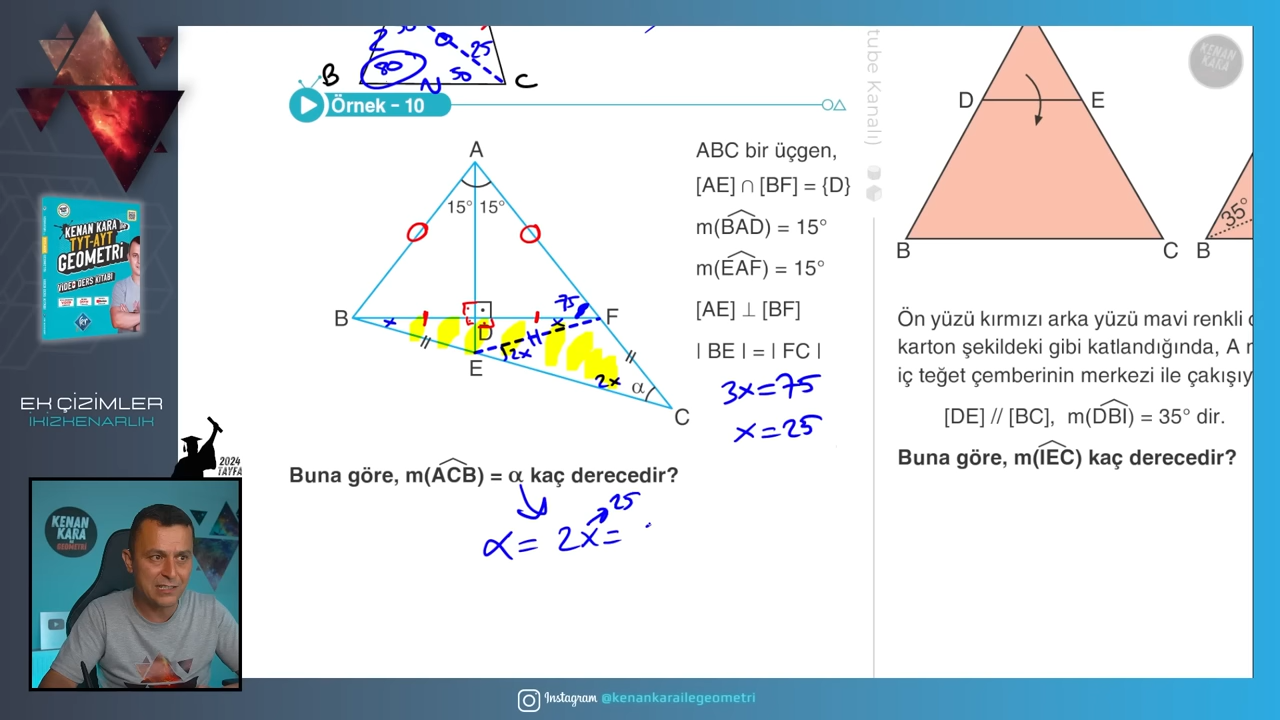 25
80
50
B
C
Örnek - 10
A
15° 15°
75
B
x
D
H
x
F
2x
E
2x
α
C
ABC bir üçgen,
[AE] ∩ [BF] = {D}
m(BAD) = 15°
m(EAF) = 15°
[AE] ⊥ [BF]
| BE | = | FC |
3x=75
x=25
Buna göre, m(ACB) = α kaç derecedir?
α = 2x =
25
tube Kanalı)
KENAN KARA
D
E
B
C
B
35°
Ön yüzü kırmızı arka yüzü mavi renkli
karton şekildeki gibi katlandığında, A
iç teğet çemberinin merkezi ile çakışıy
[DE] // [BC], m(DBI) = 35° dir.
Buna göre, m(IEC) kaç derecedir?
KENAN KARA
TYT-AYT
GEOMETRİ
VİDEO DERS KİTABI
EK ÇİZİMLER
İKİZKENARLIK
2024
TAYFA
KENAN
KARA
GEOMETRİ
Instagram @kenankarailegeometri